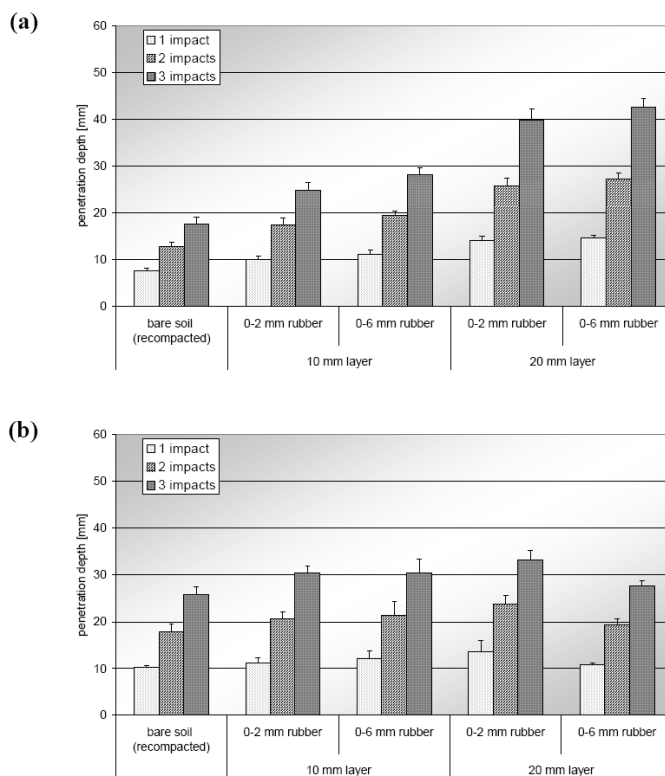 (a)
60
50
40
30
20
10
0
penetration depth [mm]
1 impact
2 impacts
3 impacts
bare soil
(recompacted)
0-2 mm rubber
0-6 mm rubber
0-2 mm rubber
0-6 mm rubber
10 mm layer
20 mm layer
(b)
60
50
40
30
20
10
0
penetration depth [mm]
1 impact
2 impacts
3 impacts
bare soil
(recompacted)
0-2 mm rubber
0-6 mm rubber
0-2 mm rubber
0-6 mm rubber
10 mm layer
20 mm layer